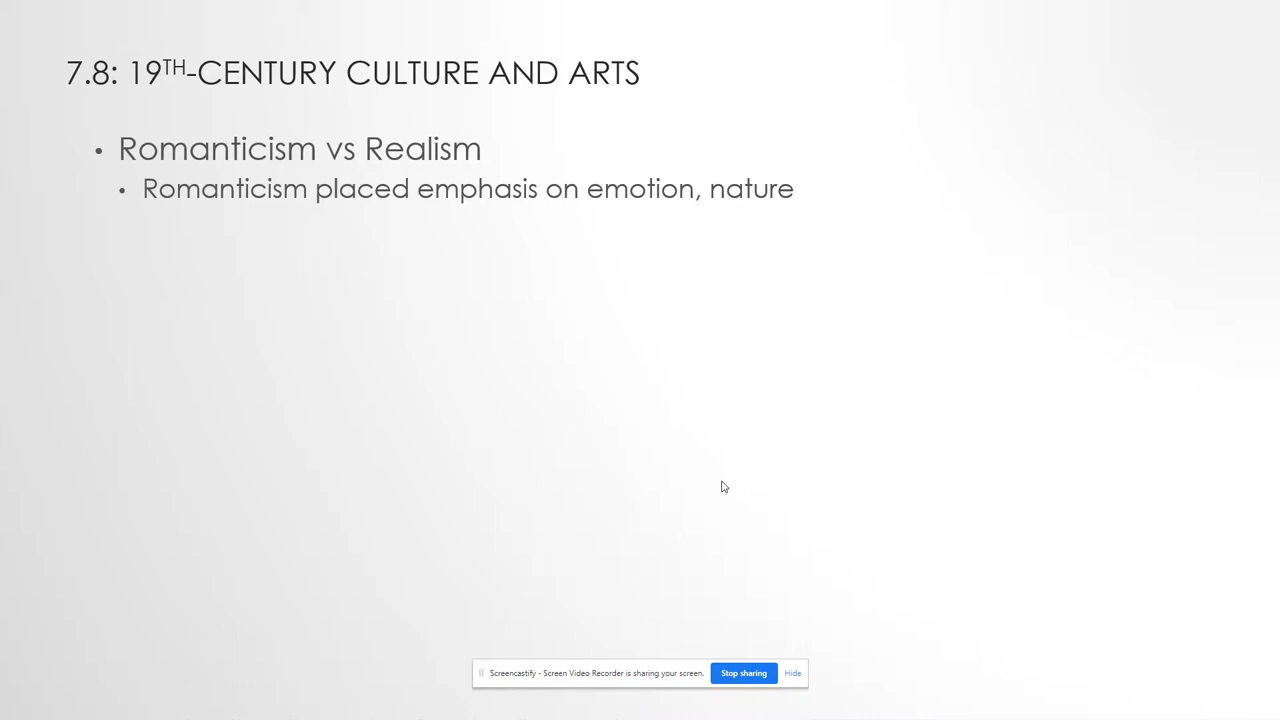 7.8: 19TH-CENTURY CULTURE AND ARTS
• Romanticism vs Realism
• Romanticism placed emphasis on emotion, nature
Screencastify - Screen Video Recorder is sharing your screen. Stop sharing Hide